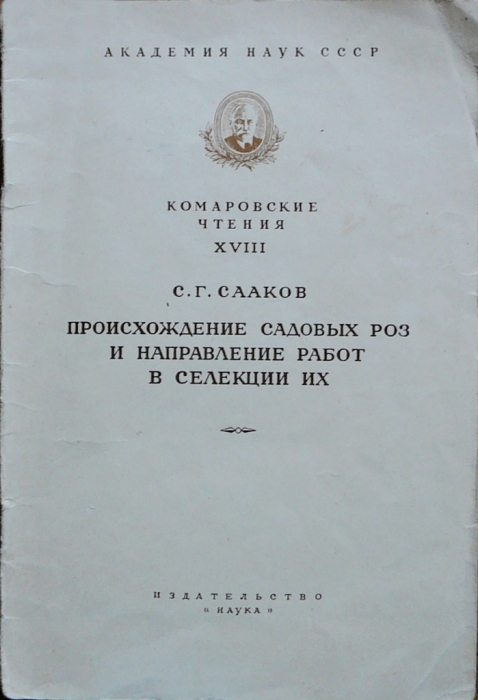 АКАДЕМИЯ НАУК СССР
КОМАРОВСКИЕ
ЧТЕНИЯ
XVIII
С. Г. СААКОВ
ПРОИСХОЖДЕНИЕ САДОВЫХ РОЗ
И НАПРАВЛЕНИЕ РАБОТ
В СЕЛЕКЦИИ ИХ
ИЗДАТЕЛЬСТВО
"НАУКА"